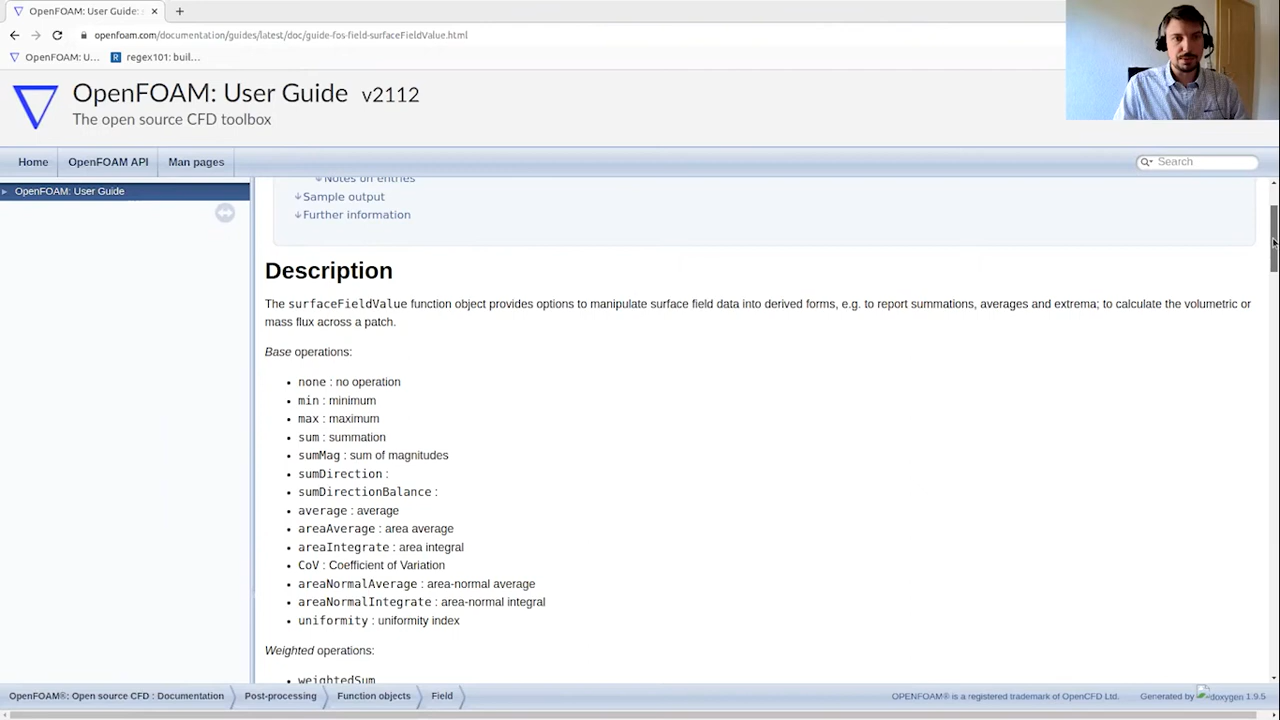 OpenFOAM: User Guide:
openfoam.com/documentation/guides/latest/doc/guide-fos-field-surfaceFieldValue.html
OpenFOAM: U...
regex101: buil...
OpenFOAM: User Guide v2112
The open source CFD toolbox
Home
OpenFOAM API
Man pages
Search
OpenFOAM: User Guide
Notes on entries
↓Sample output
↓Further information
Description
The surfaceFieldValue function object provides options to manipulate surface field data into derived forms, e.g. to report summations, averages and extrema; to calculate the volumetric or
mass flux across a patch.
Base operations:
• none : no operation
• min : minimum
• max : maximum
• sum : summation
• sumMag : sum of magnitudes
• sumDirection :
• sumDirectionBalance :
• average : average
• areaAverage : area average
• areaIntegrate : area integral
• CoV : Coefficient of Variation
• areaNormalAverage : area-normal average
• areaNormalIntegrate : area-normal integral
• uniformity : uniformity index
Weighted operations:
• weightedSum
OpenFOAM®: Open source CFD : Documentation
Post-processing
Function objects
Field
OPENFOAM® is a registered trademark of OpenCFD Ltd.
Generated by doxygen 1.9.5